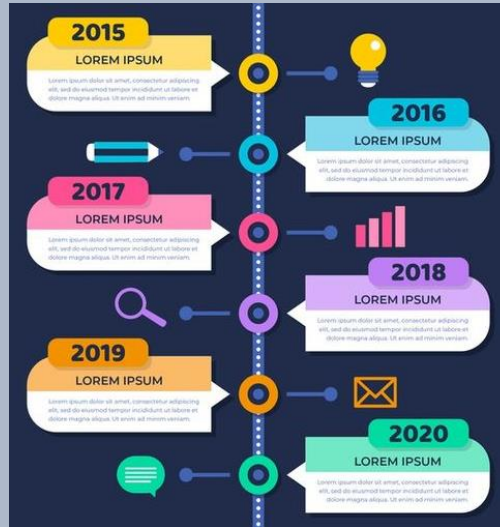 2015
LOREM IPSUM
Lorem ipsum dolor sit amet, consectetur adipiscing
elit, sed do eiusmod tempor incididunt ut labore et
dolore magna aliqua. Ut enim ad minim veniam.
2016
LOREM IPSUM
Lorem ipsum dolor sit amet, consectetur adipiscing
elit, sed do eiusmod tempor incididunt ut labore et
dolore magna aliqua. Ut enim ad minim veniam.
2017
LOREM IPSUM
Lorem ipsum dolor sit amet, consectetur adipiscing
elit, sed do eiusmod tempor incididunt ut labore et
dolore magna aliqua. Ut enim ad minim veniam.
2018
LOREM IPSUM
Lorem ipsum dolor sit amet, consectetur adipiscing
elit, sed do eiusmod tempor incididunt ut labore et
dolore magna aliqua. Ut enim ad minim veniam.
2019
LOREM IPSUM
Lorem ipsum dolor sit amet, consectetur adipiscing
elit, sed do eiusmod tempor incididunt ut labore et
dolore magna aliqua. Ut enim ad minim veniam.
2020
LOREM IPSUM
Lorem ipsum dolor sit amet, consectetur adipiscing
elit, sed do eiusmod tempor incididunt ut labore et
dolore magna aliqua. Ut enim ad minim veniam.